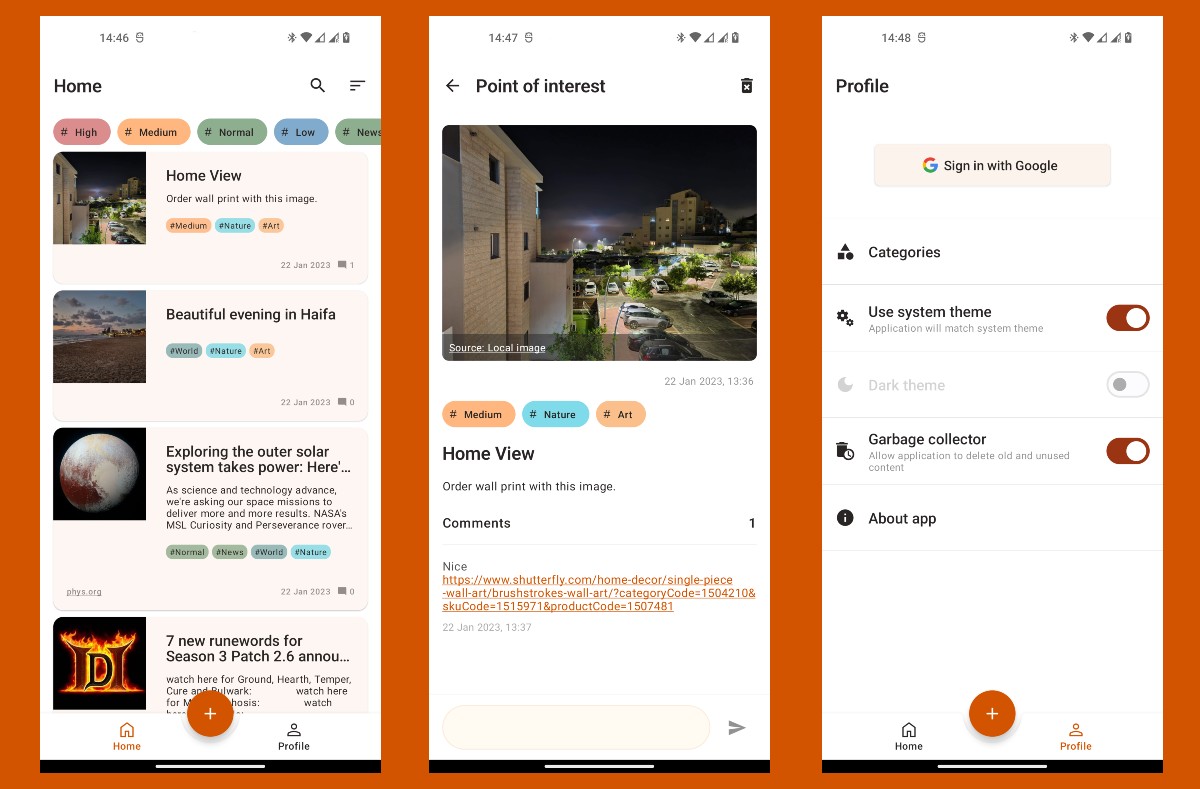 14:46
Home
# High
# Medium
# Normal
# Low
# News
Home View
Order wall print with this image.
#Medium #Nature #Art
22 Jan 2023 1
Beautiful evening in Haifa
#World #Nature #Art
22 Jan 2023 0
Exploring the outer solar
system takes power: Here'...
As science and technology advance,
we're asking our space missions to
deliver more and more results. NASA's
MSL Curiosity and Perseverance rover...
#Normal #News #World #Nature
phys.org 22 Jan 2023 0
7 new runewords for
Season 3 Patch 2.6 annou...
watch for Ground, Hearth, Temper,
Cure and Bulwark: watch here
for watch
+
Home
Profile
14:47
Point of interest
Source: Local image
22 Jan 2023, 13:36
# Medium
# Nature
# Art
Home View
Order wall print with this image.
Comments 1
Nice
https://www.shutterfly.com/home-decor/single-piece
-wall-art/brushstrokes-wall-art/?categoryCode=1504210&
skuCode=1515971&productCode=1507481
22 Jan 2023, 13:37
14:48
Profile
Sign in with Google
Categories
Use system theme
Application will match system theme
Dark theme
Garbage collector
Allow application to delete old and unused
content
About app
+
Home
Profile